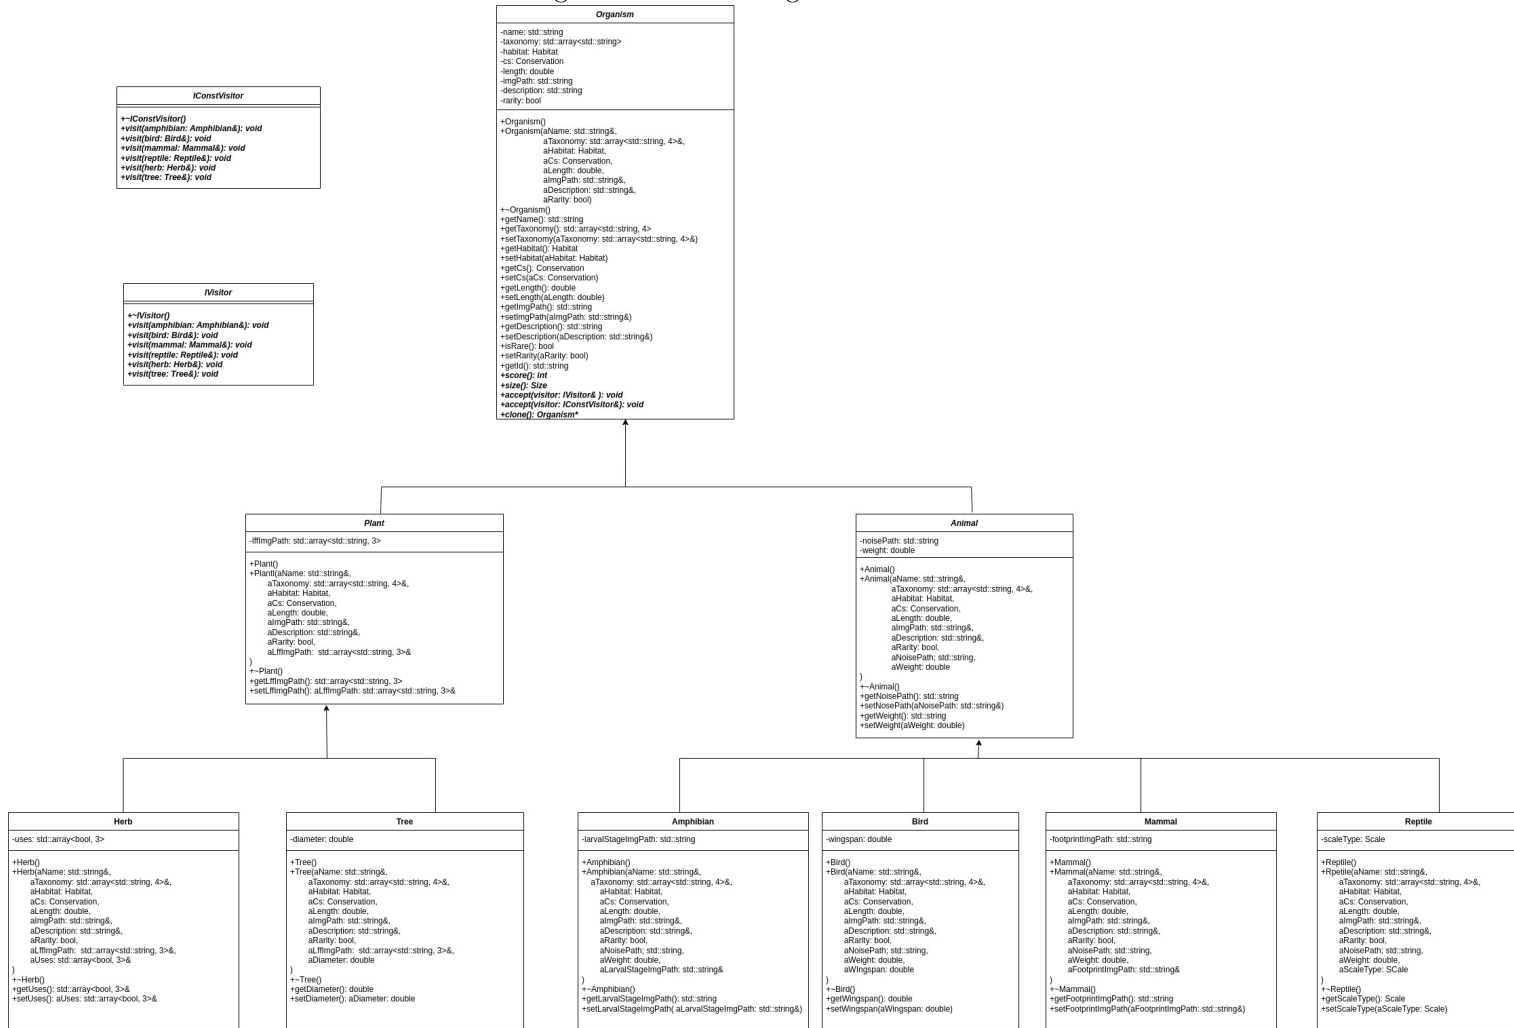 Organism
-name: std::string
-taxonomy: std::array<std::string>
-habitat: Habitat
-cs: Conservation
-length: double
-imgPath: std::string
-description: std::string
-rarity: bool
+Organism()
+Organism(aName: std::string&,
aTaxonomy: std::array<std::string, 4>&,
aHabitat: Habitat,
aCs: Conservation,
aLength: double,
aImgPath: std::string&,
aDescription: std::string&,
aRarity: bool)
+~Organism()
+getName(): std::string
+getTaxonomy(): std::array<std::string, 4>
+setTaxonomy(aTaxonomy: std::array<std::string, 4>&)
+getHabitat(): Habitat
+setHabitat(aHabitat: Habitat)
+getCs(): Conservation
+setCs(aCs: Conservation)
+getLength(): double
+setLength(aLength: double)
+getImgPath(): std::string
+setImgPath(aImgPath: std::string&)
+getDescription(): std::string
+setDescription(aDescription: std::string&)
+isRare(): bool
+setRarity(aRarity: bool)
+getId(): std::string
+score(): int
+size(): Size
+accept(visitor: IVisitor& ): void
+accept(visitor: IConstVisitor&): void
+clone(): Organism*
IConstVisitor
+~IConstVisitor()
+visit(amphibian: Amphibian&): void
+visit(bird: Bird&): void
+visit(mammal: Mammal&): void
+visit(reptile: Reptile&): void
+visit(herb: Herb&): void
+visit(tree: Tree&): void
IVisitor
+~IVisitor()
+visit(amphibian: Amphibian&): void
+visit(bird: Bird&): void
+visit(mammal: Mammal&): void
+visit(reptile: Reptile&): void
+visit(herb: Herb&): void
+visit(tree: Tree&): void
Plant
-lffImgPath: std::array<std::string, 3>
+Plant()
+Plantl(aName: std::string&,
aTaxonomy: std::array<std::string, 4>&,
aHabitat: Habitat,
aCs: Conservation,
aLength: double,
aImgPath: std::string&,
aDescription: std::string&,
aRarity: bool,
aLffImgPath: std::array<std::string, 3>&
)
+~Plant()
+getLffImgPath(): std::array<std::string, 3>
+setLffImgPath(): aLffImgPath: std::array<std::string, 3>&
Animal
-noisePath: std::string
-weight: double
+Animal()
+Animal(aName: std::string&,
aTaxonomy: std::array<std::string, 4>&,
aHabitat: Habitat,
aCs: Conservation,
aLength: double,
aImgPath: std::string&,
aDescription: std::string&,
aRarity: bool,
aNoisePath; std::string,
aWeight: double
)
+~Animal()
+getNoisePath(): std::string
+setNosePath(aNoisePath: std::string&)
+getWeight(): std::string
+setWeight(aWeight: double)
Herb
-uses: std::array<bool, 3>
+Herb()
+Herb(aName: std::string&,
aTaxonomy: std::array<std::string, 4>&,
aHabitat: Habitat,
aCs: Conservation,
aLength: double,
aImgPath: std::string&,
aDescription: std::string&,
aRarity: bool,
aLffImgPath: std::array<std::string, 3>&,
aUses: std::array<bool, 3>&
)
+~Herb()
+getUses(): std::array<bool, 3>&
+setUses(): aUses: std::array<bool, 3>&
Tree
-diameter: double
+Tree()
+Tree(aName: std::string&,
aTaxonomy: std::array<std::string, 4>&,
aHabitat: Habitat,
aCs: Conservation,
aLength: double,
aImgPath: std::string&,
aDescription: std::string&,
aRarity: bool,
aLffImgPath: std::array<std::string, 3>&,
aDiameter: double
)
+~Tree()
+getDiameter(): double
+setDiameter(): aDiameter: double
Amphibian
-larvalStageImgPath: std::string
+Amphibian()
+Amphibian(aName: std::string&,
aTaxonomy: std::array<std::string, 4>&,
aHabitat: Habitat,
aCs: Conservation,
aLength: double,
aImgPath: std::string&,
aDescription: std::string&,
aRarity: bool,
aNoisePath; std::string,
aWeight: double,
aLarvalStageImgPath: std::string&
)
+~Amphibian()
+getLarvalStageImgPath(): std::string
+setLarvalStageImgPath( aLarvalStageImgPath: std::string&)
Bird
-wingspan: double
+Bird()
+Bird(aName: std::string&,
aTaxonomy: std::array<std::string, 4>&,
aHabitat: Habitat,
aCs: Conservation,
aLength: double,
aImgPath: std::string&,
aDescription: std::string&,
aRarity: bool,
aNoisePath; std::string,
aWeight: double,
aWIngspan: double
)
+~Bird()
+getWingspan(): double
+setWingspan(aWingspan: double)
Mammal
-footprintImgPath: std::string
+Mammal()
+Mammal(aName: std::string&,
aTaxonomy: std::array<std::string, 4>&,
aHabitat: Habitat,
aCs: Conservation,
aLength: double,
aImgPath: std::string&,
aDescription: std::string&,
aRarity: bool,
aNoisePath; std::string,
aWeight: double,
aFootprintImgPath: std::string&
)
+~Mammal()
+getFootprintImgPath(): std::string
+setFootprintImgPath(aFootprintImgPath: std::string&)
Reptile
-scaleType: Scale
+Reptile()
+Rpetile(aName: std::string&,
aTaxonomy: std::array<std::string, 4>&,
aHabitat: Habitat,
aCs: Conservation,
aLength: double,
aImgPath: std::string&,
aDescription: std::string&,
aRarity: bool,
aNoisePath; std::string,
aWeight: double,
aScaleType: SCale
)
+~Reptile()
+getScaleType(): Scale
+setScaleType(aScaleType: Scale)